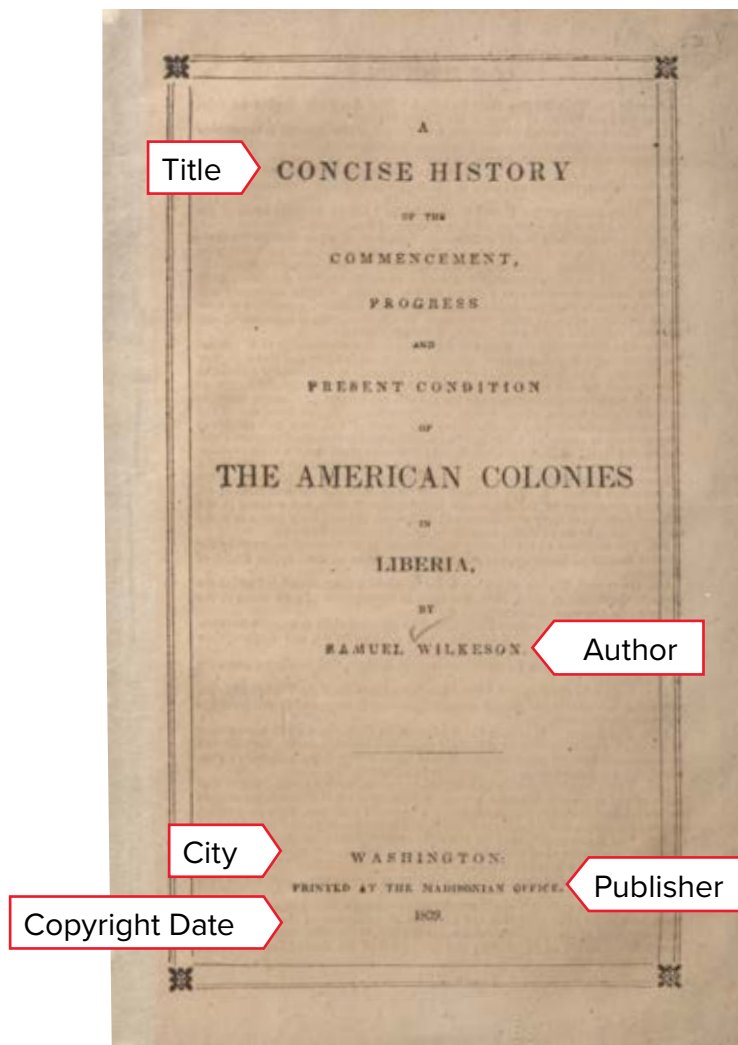 A
Title
CONCISE HISTORY
OF THE
COMMENCEMENT,
PROGRESS
AND
PRESENT CONDITION
OF
THE AMERICAN COLONIES
IN
LIBERIA,
BY
SAMUEL WILKESON.
Author
City
WASHINGTON:
PRINTED AT THE MADISONIAN OFFICE.
Publisher
Copyright Date
1839.